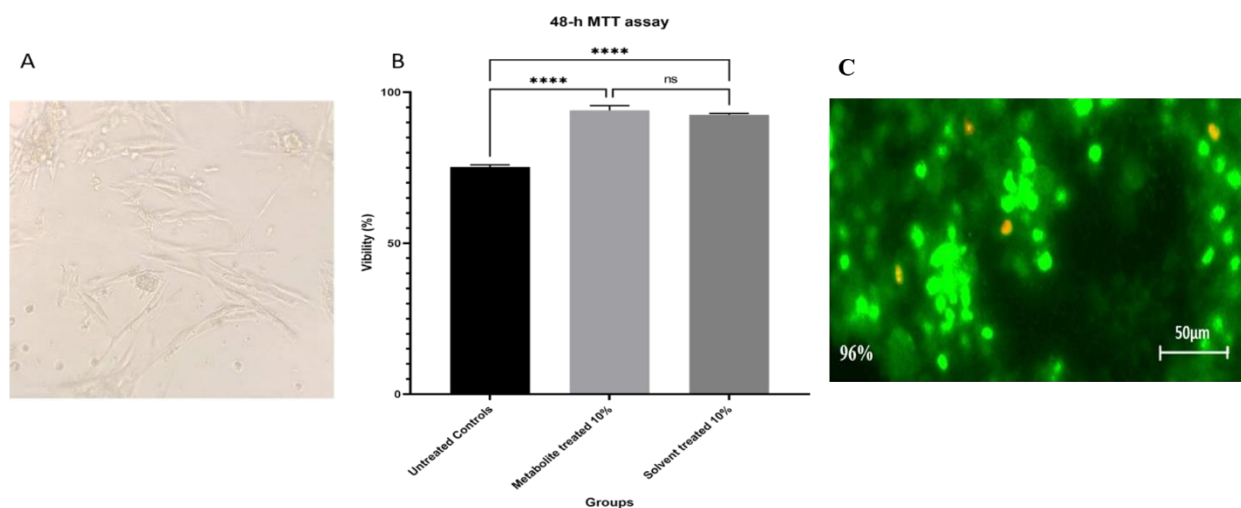 48-h MTT assay
A
B
C
****
****
ns
100
50
0
Vibility (%)
Untreated Controls
Metabolite treated 10%
Solvent treated 10%
Groups
96%
50μm